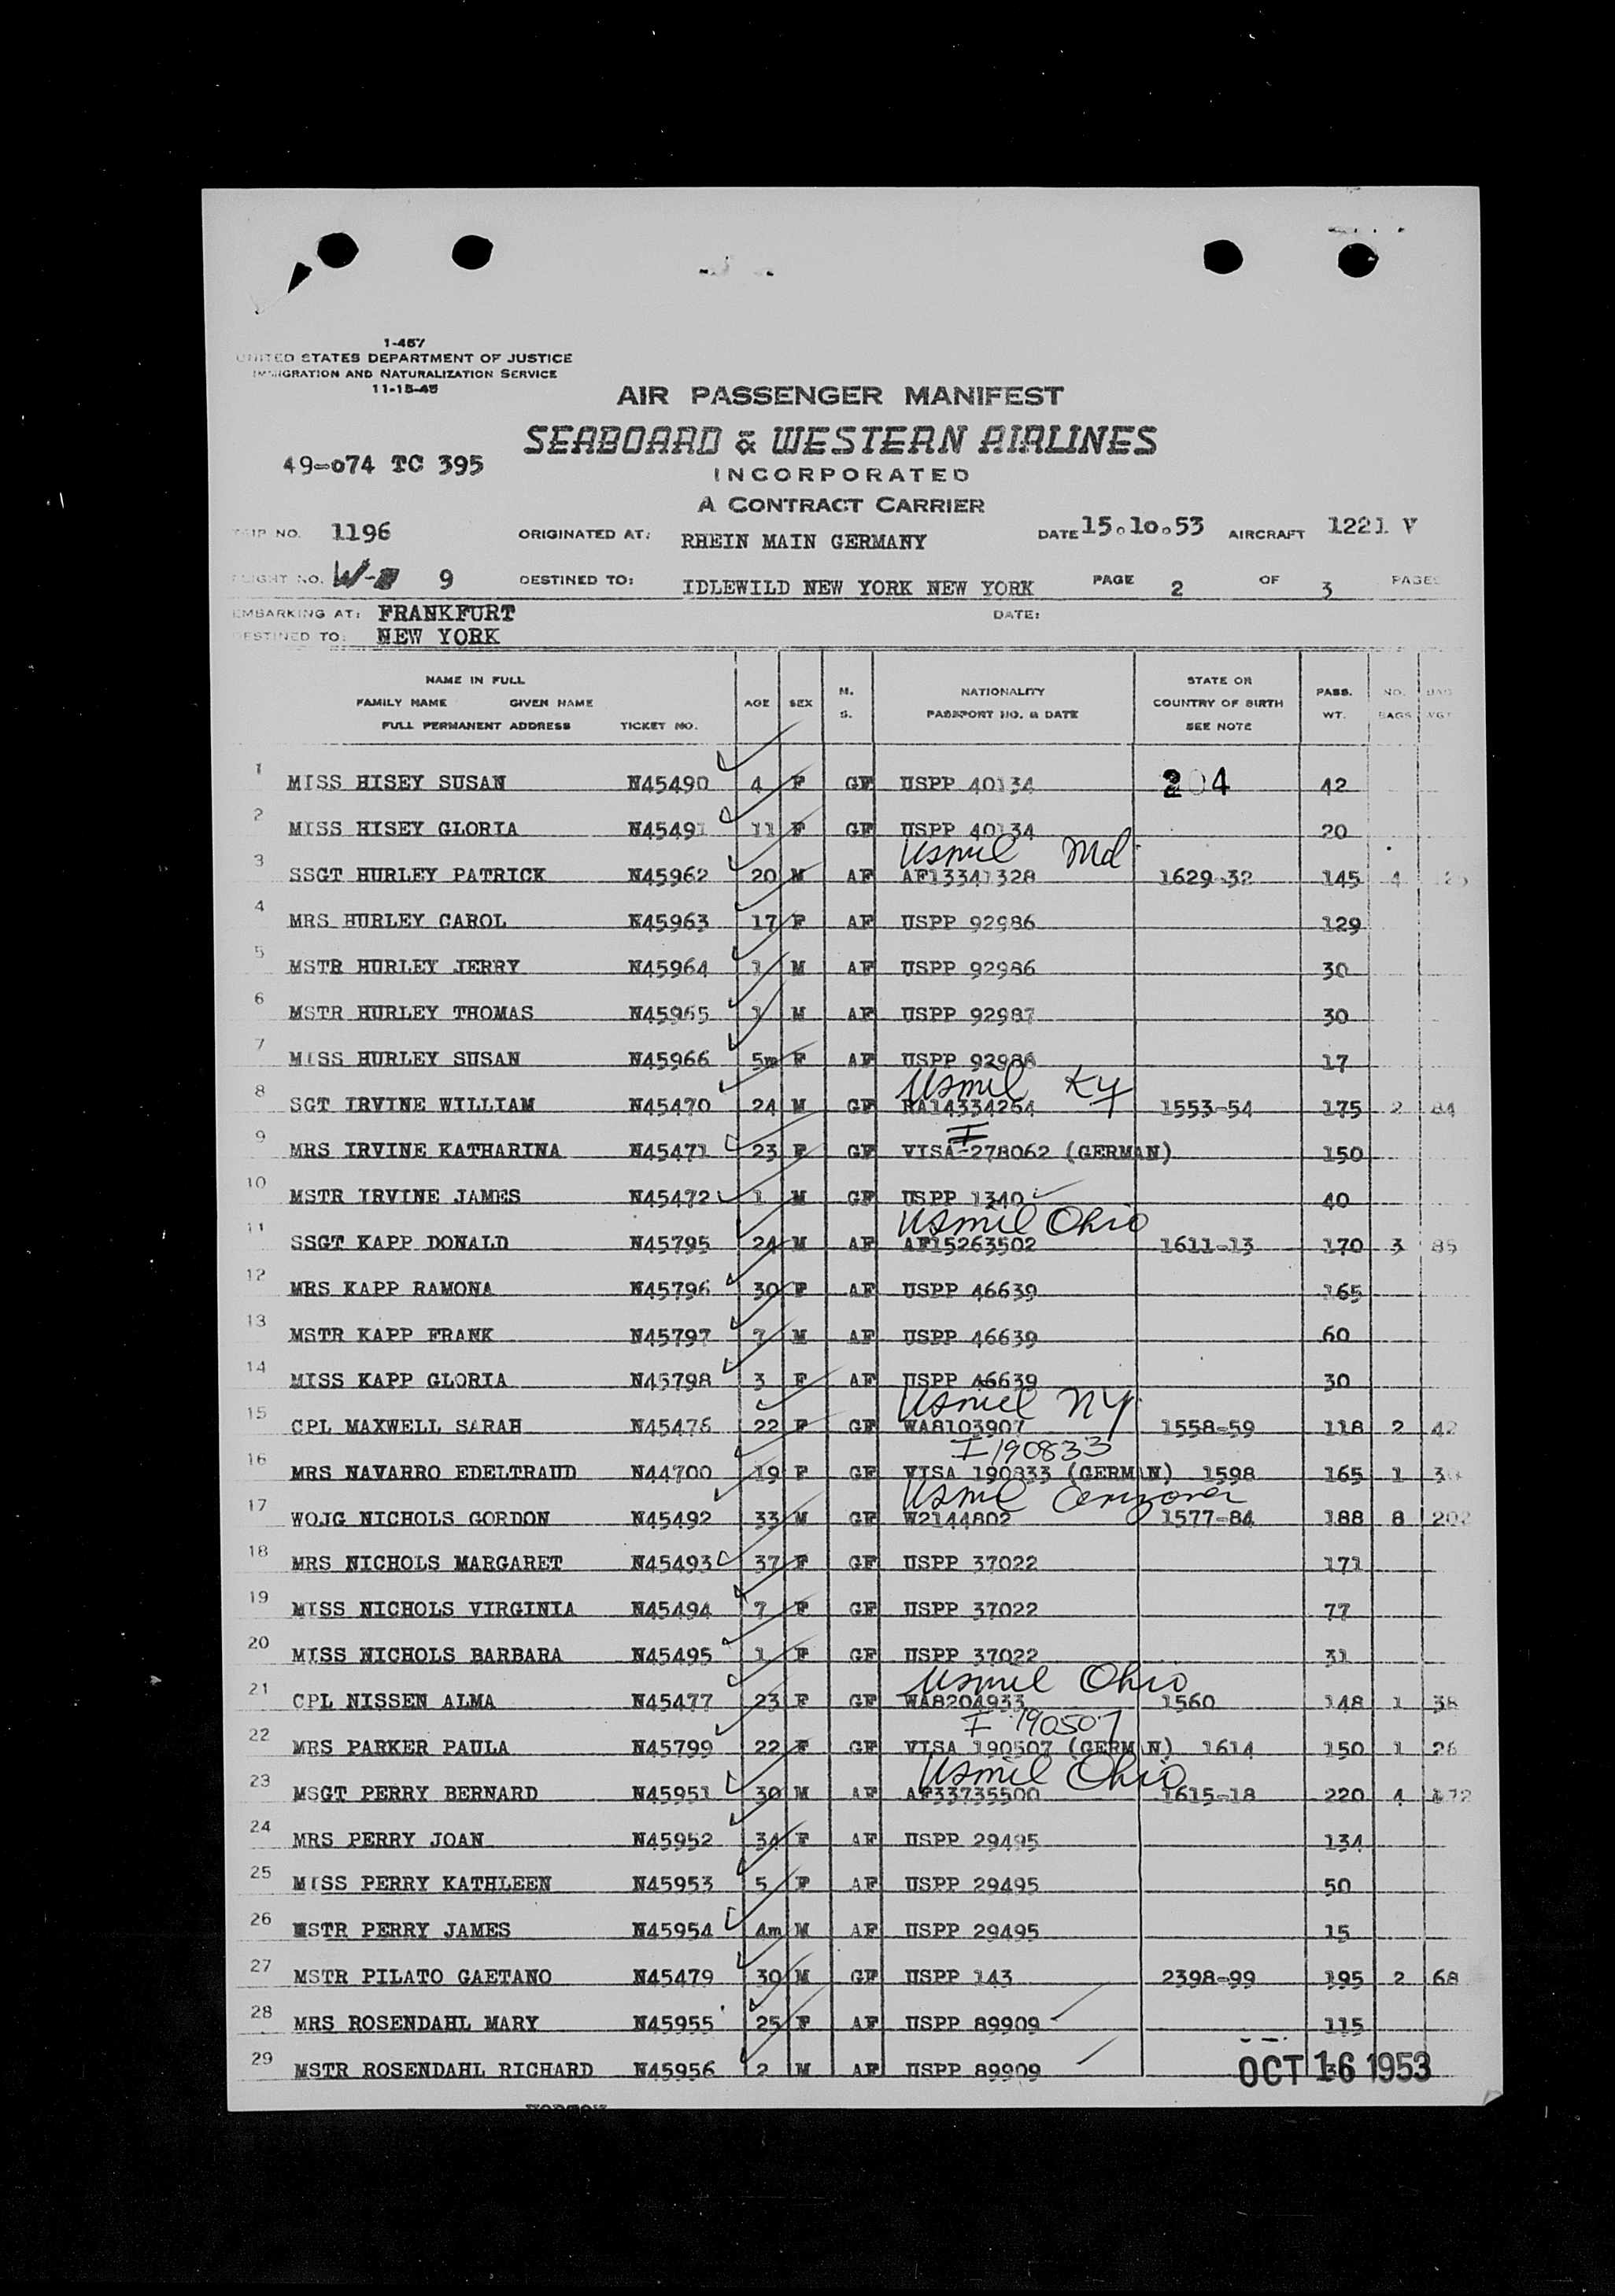 1-467
UNITED STATES DEPARTMENT OF JUSTICE
IMMIGRATION AND NATURALIZATION SERVICE
11-15-45
AIR PASSENGER MANIFEST
SEABOARD & WESTERN AIRLINES
49-074 TC 395
INCORPORATED
A CONTRACT CARRIER
TRIP NO. 1196 ORIGINATED AT: RHEIN MAIN GERMANY DATE 15.10.53 AIRCRAFT 1221 V
FLIGHT NO. W- 9 DESTINED TO: IDLEWILD NEW YORK NEW YORK PAGE 2 OF 3 PAGES
EMBARKING AT: FRANKFURT DATE:
DESTINED TO: NEW YORK
NAME IN FULL STATE OR
FAMILY NAME GIVEN NAME AGE SEX M. NATIONALITY COUNTRY OF BIRTH PASS. NO. BAG
FULL PERMANENT ADDRESS TICKET NO. S. PASSPORT NO. & DATE SEE NOTE WT. BAGS WGT
1 MISS HISEY SUSAN N45490 4 F GF USPP 40134 204 42
2 MISS HISEY GLORIA N45491 11 F GF USPP 40134 20
Usmil Md
3 SSGT HURLEY PATRICK N45962 20 M AF AF13341328 1629-32 145 4
4 MRS HURLEY CAROL N45963 17 F AF USPP 92986 129
5 MSTR HURLEY JERRY N45964 1 M AF USPP 92986 30
6 MSTR HURLEY THOMAS N45965 1 M AF USPP 92987 30
7 MISS HURLEY SUSAN N45966 5m F AF USPP 92986 17
Usmil Ky
8 SGT IRVINE WILLIAM N45470 24 M GF RA14334264 1553-54 175 2 84
I
9 MRS IRVINE KATHARINA N45471 23 F GF VISA-278062 (GERMAN) 150
10 MSTR IRVINE JAMES N45472 1 M GF USPP 1340 40
Usmil Ohio
11 SSGT KAPP DONALD N45795 24 M AF AF15263502 1611-13 170 3 85
12 MRS KAPP RAMONA N45796 30 F AF USPP 46639 165
13 MSTR KAPP FRANK N45797 7 M AF USPP 46639 60
14 MISS KAPP GLORIA N45798 3 F AF USPP 46639 30
Usmil NY
15 CPL MAXWELL SARAH N45476 22 F GF WA8103907 1558-59 118 2 42
I 190833
16 MRS NAVARRO EDELTRAUD N44700 19 F GF VISA 190833 (GERMAN) 1598 165 1
Usmil Arizona
17 WOJG NICHOLS GORDON N45492 33 M GF W2144802 1577-84 188 8 202
18 MRS NICHOLS MARGARET N45493 37 F GF USPP 37022 171
19 MISS NICHOLS VIRGINIA N45494 7 F GF USPP 37022 77
20 MISS NICHOLS BARBARA N45495 1 F GF USPP 37022 31
Usmil Ohio
21 CPL NISSEN ALMA N45477 23 F GF WA8204933 1560 148 1 38
I 190507
22 MRS PARKER PAULA N45799 22 F GF VISA 190507 (GERMAN) 1614 150 1 26
Usmil Ohio
23 MSGT PERRY BERNARD N45951 30 M AF AF33735500 1615-18 220 4 172
24 MRS PERRY JOAN N45952 34 F AF USPP 29495 134
25 MISS PERRY KATHLEEN N45953 5 F AF USPP 29495 50
26 MSTR PERRY JAMES N45954 4m M AF USPP 29495 15
27 MSTR PILATO GAETANO N45479 30 M GF USPP 143 2398-99 195 2 68
28 MRS ROSENDAHL MARY N45955 25 F AF USPP 89909 115
29 MSTR ROSENDAHL RICHARD N45956 2 M AF USPP 89909
OCT 16 1953